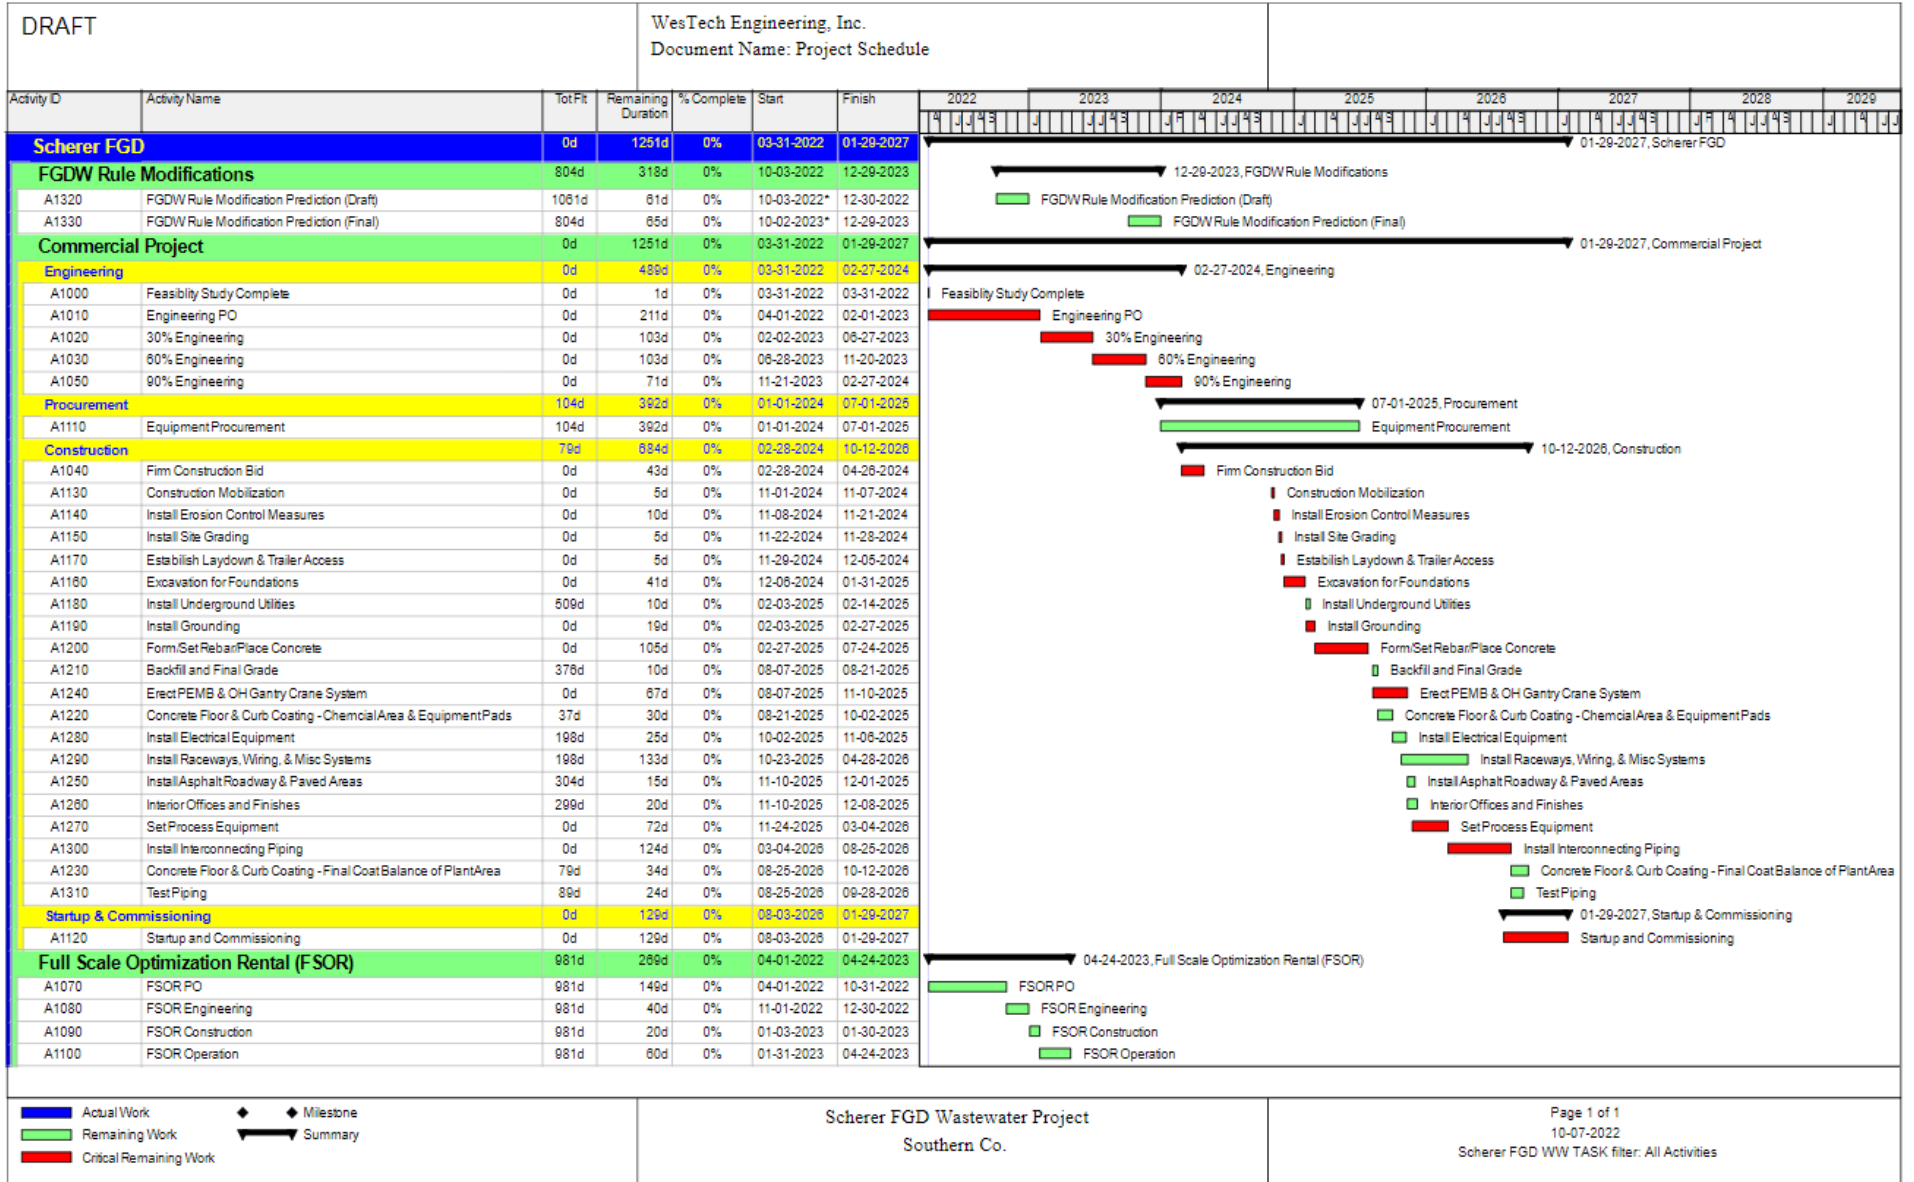 DRAFT
WesTech Engineering, Inc.
Document Name: Project Schedule
Activity ID Activity Name Tot Flt Remaining Duration % Complete Start Finish 2022 2023 2024 2025 2026 2027 2028 2029
Scherer FGD 0d 1251d 0% 03-31-2022 01-29-2027 01-29-2027, Scherer FGD
FGDW Rule Modifications 804d 318d 0% 10-03-2022 12-29-2023 12-29-2023, FGDW Rule Modifications
A1320 FGDW Rule Modification Prediction (Draft) 1061d 61d 0% 10-03-2022* 12-30-2022 FGDW Rule Modification Prediction (Draft)
A1330 FGDW Rule Modification Prediction (Final) 804d 65d 0% 10-02-2023* 12-29-2023 FGDW Rule Modification Prediction (Final)
Commercial Project 0d 1251d 0% 03-31-2022 01-29-2027 01-29-2027, Commercial Project
Engineering 0d 489d 0% 03-31-2022 02-27-2024 02-27-2024, Engineering
A1000 Feasiblity Study Complete 0d 1d 0% 03-31-2022 03-31-2022 Feasiblity Study Complete
A1010 Engineering PO 0d 211d 0% 04-01-2022 02-01-2023 Engineering PO
A1020 30% Engineering 0d 103d 0% 02-02-2023 06-27-2023 30% Engineering
A1030 60% Engineering 0d 103d 0% 06-28-2023 11-20-2023 60% Engineering
A1050 90% Engineering 0d 71d 0% 11-21-2023 02-27-2024 90% Engineering
Procurement 104d 392d 0% 01-01-2024 07-01-2025 07-01-2025, Procurement
A1110 Equipment Procurement 104d 392d 0% 01-01-2024 07-01-2025 Equipment Procurement
Construction 79d 684d 0% 02-28-2024 10-12-2026 10-12-2026, Construction
A1040 Firm Construction Bid 0d 43d 0% 02-28-2024 04-26-2024 Firm Construction Bid
A1130 Construction Mobilization 0d 5d 0% 11-01-2024 11-07-2024 Construction Mobilization
A1140 Install Erosion Control Measures 0d 10d 0% 11-08-2024 11-21-2024 Install Erosion Control Measures
A1150 Install Site Grading 0d 5d 0% 11-22-2024 11-28-2024 Install Site Grading
A1170 Estabilish Laydown & Trailer Access 0d 5d 0% 11-29-2024 12-05-2024 Estabilish Laydown & Trailer Access
A1160 Excavation for Foundations 0d 41d 0% 12-06-2024 01-31-2025 Excavation for Foundations
A1180 Install Underground Utilities 509d 10d 0% 02-03-2025 02-14-2025 Install Underground Utilities
A1190 Install Grounding 0d 19d 0% 02-03-2025 02-27-2025 Install Grounding
A1200 Form/Set Rebar/Place Concrete 0d 105d 0% 02-27-2025 07-24-2025 Form/Set Rebar/Place Concrete
A1210 Backfill and Final Grade 376d 10d 0% 08-07-2025 08-21-2025 Backfill and Final Grade
A1240 Erect PEMB & OH Gantry Crane System 0d 67d 0% 08-07-2025 11-10-2025 Erect PEMB & OH Gantry Crane System
A1220 Concrete Floor & Curb Coating - Chemcial Area & Equipment Pads 37d 30d 0% 08-21-2025 10-02-2025 Concrete Floor & Curb Coating - Chemcial Area & Equipment Pads
A1280 Install Electrical Equipment 198d 25d 0% 10-02-2025 11-06-2025 Install Electrical Equipment
A1290 Install Raceways, Wiring, & Misc Systems 198d 133d 0% 10-23-2025 04-28-2026 Install Raceways, Wiring, & Misc Systems
A1250 Install Asphalt Roadway & Paved Areas 304d 15d 0% 11-10-2025 12-01-2025 Install Asphalt Roadway & Paved Areas
A1260 Interior Offices and Finishes 299d 20d 0% 11-10-2025 12-08-2025 Interior Offices and Finishes
A1270 Set Process Equipment 0d 72d 0% 11-24-2025 03-04-2026 Set Process Equipment
A1300 Install Interconnecting Piping 0d 124d 0% 03-04-2026 08-25-2026 Install Interconnecting Piping
A1230 Concrete Floor & Curb Coating - Final Coat Balance of Plant Area 79d 34d 0% 08-25-2026 10-12-2026 Concrete Floor & Curb Coating - Final Coat Balance of Plant Area
A1310 Test Piping 89d 24d 0% 08-25-2026 09-28-2026 Test Piping
Startup & Commissioning 0d 129d 0% 08-03-2026 01-29-2027 01-29-2027, Startup & Commissioning
A1120 Startup and Commissioning 0d 129d 0% 08-03-2026 01-29-2027 Startup and Commissioning
Full Scale Optimization Rental (FSOR) 981d 269d 0% 04-01-2022 04-24-2023 04-24-2023, Full Scale Optimization Rental (FSOR)
A1070 FSOR PO 981d 149d 0% 04-01-2022 10-31-2022 FSOR PO
A1080 FSOR Engineering 981d 40d 0% 11-01-2022 12-30-2022 FSOR Engineering
A1090 FSOR Construction 981d 20d 0% 01-03-2023 01-30-2023 FSOR Construction
A1100 FSOR Operation 981d 60d 0% 01-31-2023 04-24-2023 FSOR Operation
Actual Work Milestone
Remaining Work Summary
Critical Remaining Work
Scherer FGD Wastewater Project
Southern Co.
Page 1 of 1
10-07-2022
Scherer FGD WW TASK filter: All Activities